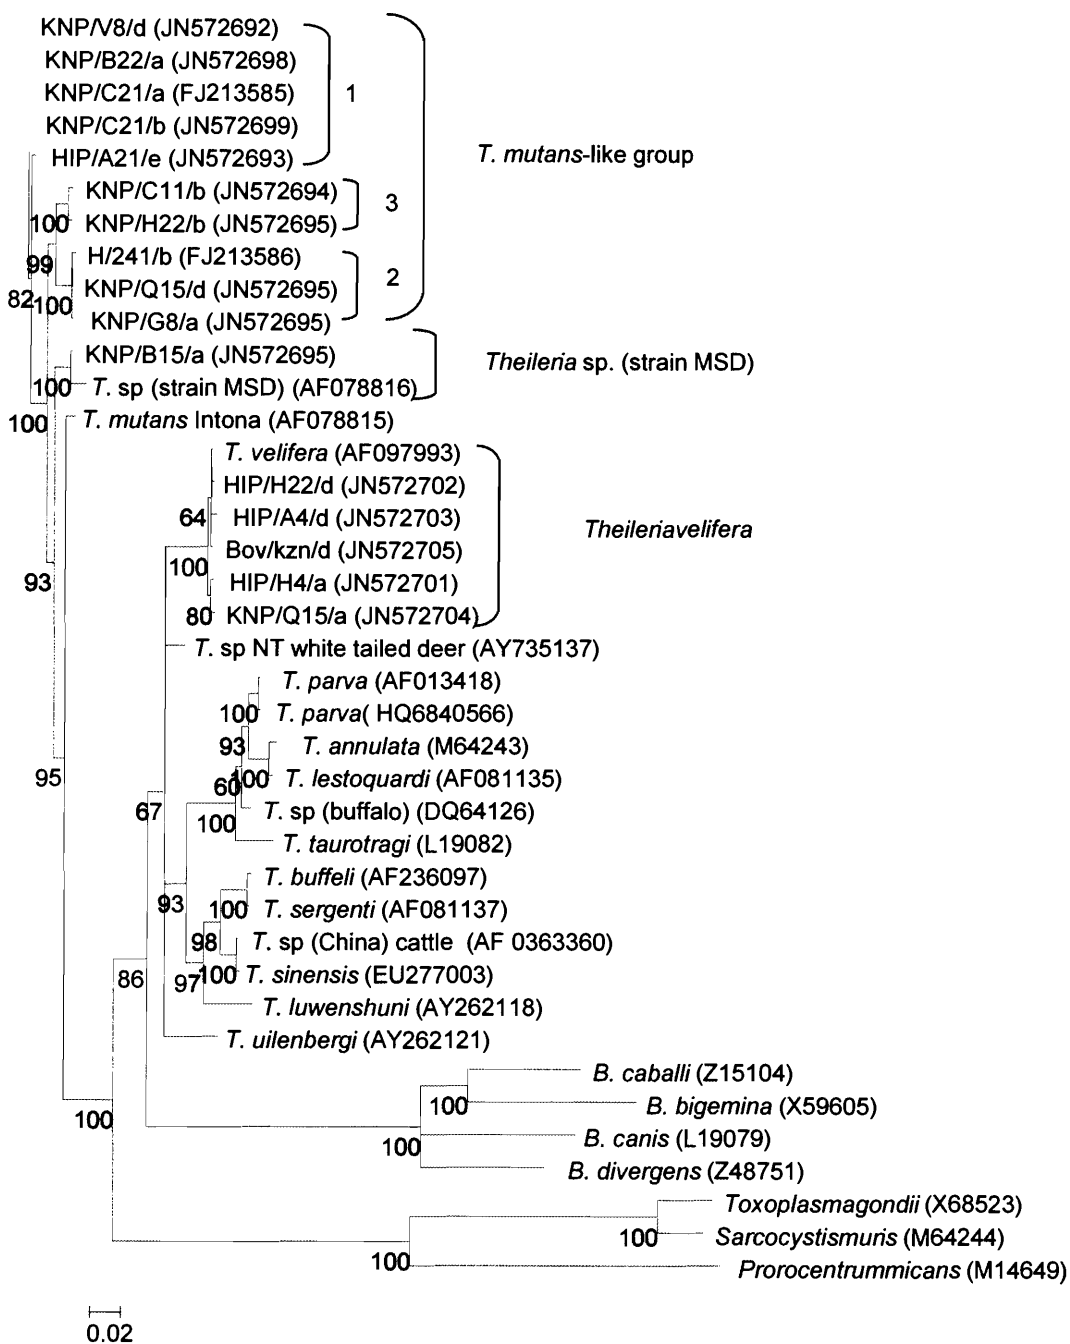 KNP/V8/d (JN572692)
KNP/B22/a (JN572698)
KNP/C21/a (FJ213585)
1
KNP/C21/b (JN572699)
HIP/A21/e (JN572693)
T. mutans-like group
KNP/C11/b (JN572694)
3
100
KNP/H22/b (JN572695)
H/241/b (FJ213586)
99
2
KNP/Q15/d (JN572695)
82
100
KNP/G8/a (JN572695)
KNP/B15/a (JN572695)
Theileria sp. (strain MSD)
100
T. sp (strain MSD) (AF078816)
100
T. mutans Intona (AF078815)
T. velifera (AF097993)
HIP/H22/d (JN572702)
64
HIP/A4/d (JN572703)
Theileriavelifera
Bov/kzn/d (JN572705)
100
93
HIP/H4/a (JN572701)
80
KNP/Q15/a (JN572704)
T. sp NT white tailed deer (AY735137)
T. parva (AF013418)
100
T. parva( HQ6840566)
93
T. annulata (M64243)
95
60
100
T. lestoquardi (AF081135)
67
T. sp (buffalo) (DQ64126)
100
T. taurotragi (L19082)
T. buffeli (AF236097)
93
100
T. sergenti (AF081137)
98
T. sp (China) cattle (AF 0363360)
86
97
100
T. sinensis (EU277003)
T. luwenshuni (AY262118)
T. uilenbergi (AY262121)
B. caballi (Z15104)
100
100
B. bigemina (X59605)
100
B. canis (L19079)
B. divergens (Z48751)
Toxoplasmagondii (X68523)
100
Sarcocystismuris (M64244)
100
Prorocentrummicans (M14649)
0.02